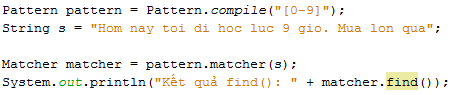 Pattern pattern = Pattern.compile("[0-9]");
String s = "Hom nay toi di hoc luc 9 gio. Mua lon qua";
Matcher matcher = pattern.matcher(s);
System.out.println("Kết quả find(): " + matcher.find());